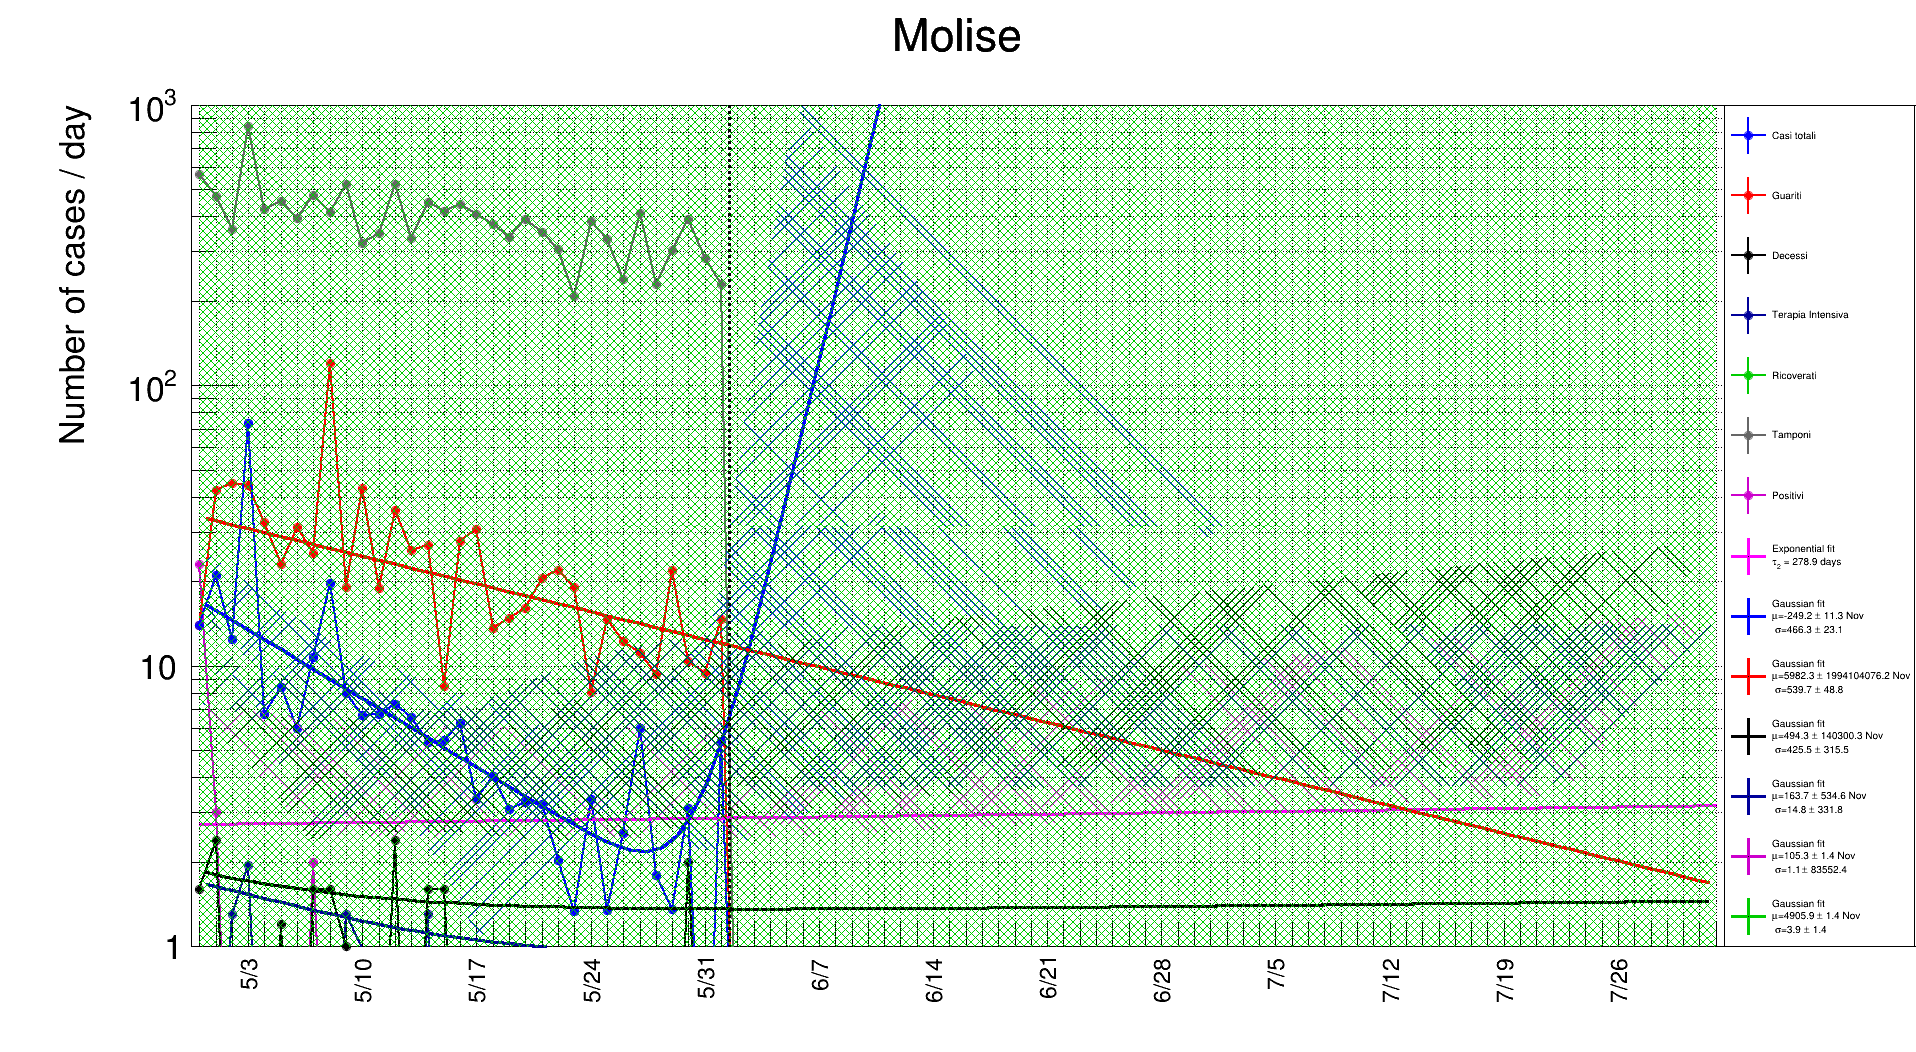 Molise
Number of cases / day
10³
10²
10
1
5/3
5/10
5/17
5/24
5/31
6/7
6/14
6/21
6/28
7/5
7/12
7/19
7/26
Casi totali
Guariti
Decessi
Terapia Intensiva
Ricoverati
Tamponi
Positivi
Exponential fit
τ₂ = 278.9 days
Gaussian fit
μ=-249.2 ± 11.3 Nov
σ=466.3 ± 23.1
Gaussian fit
μ=5982.3 ± 1994104076.2 Nov
σ=539.7 ± 48.8
Gaussian fit
μ=494.3 ± 140300.3 Nov
σ=425.5 ± 315.5
Gaussian fit
μ=163.7 ± 534.6 Nov
σ=14.8 ± 331.8
Gaussian fit
μ=105.3 ± 1.4 Nov
σ=1.1± 83552.4
Gaussian fit
μ=4905.9 ± 1.4 Nov
σ=3.9 ± 1.4